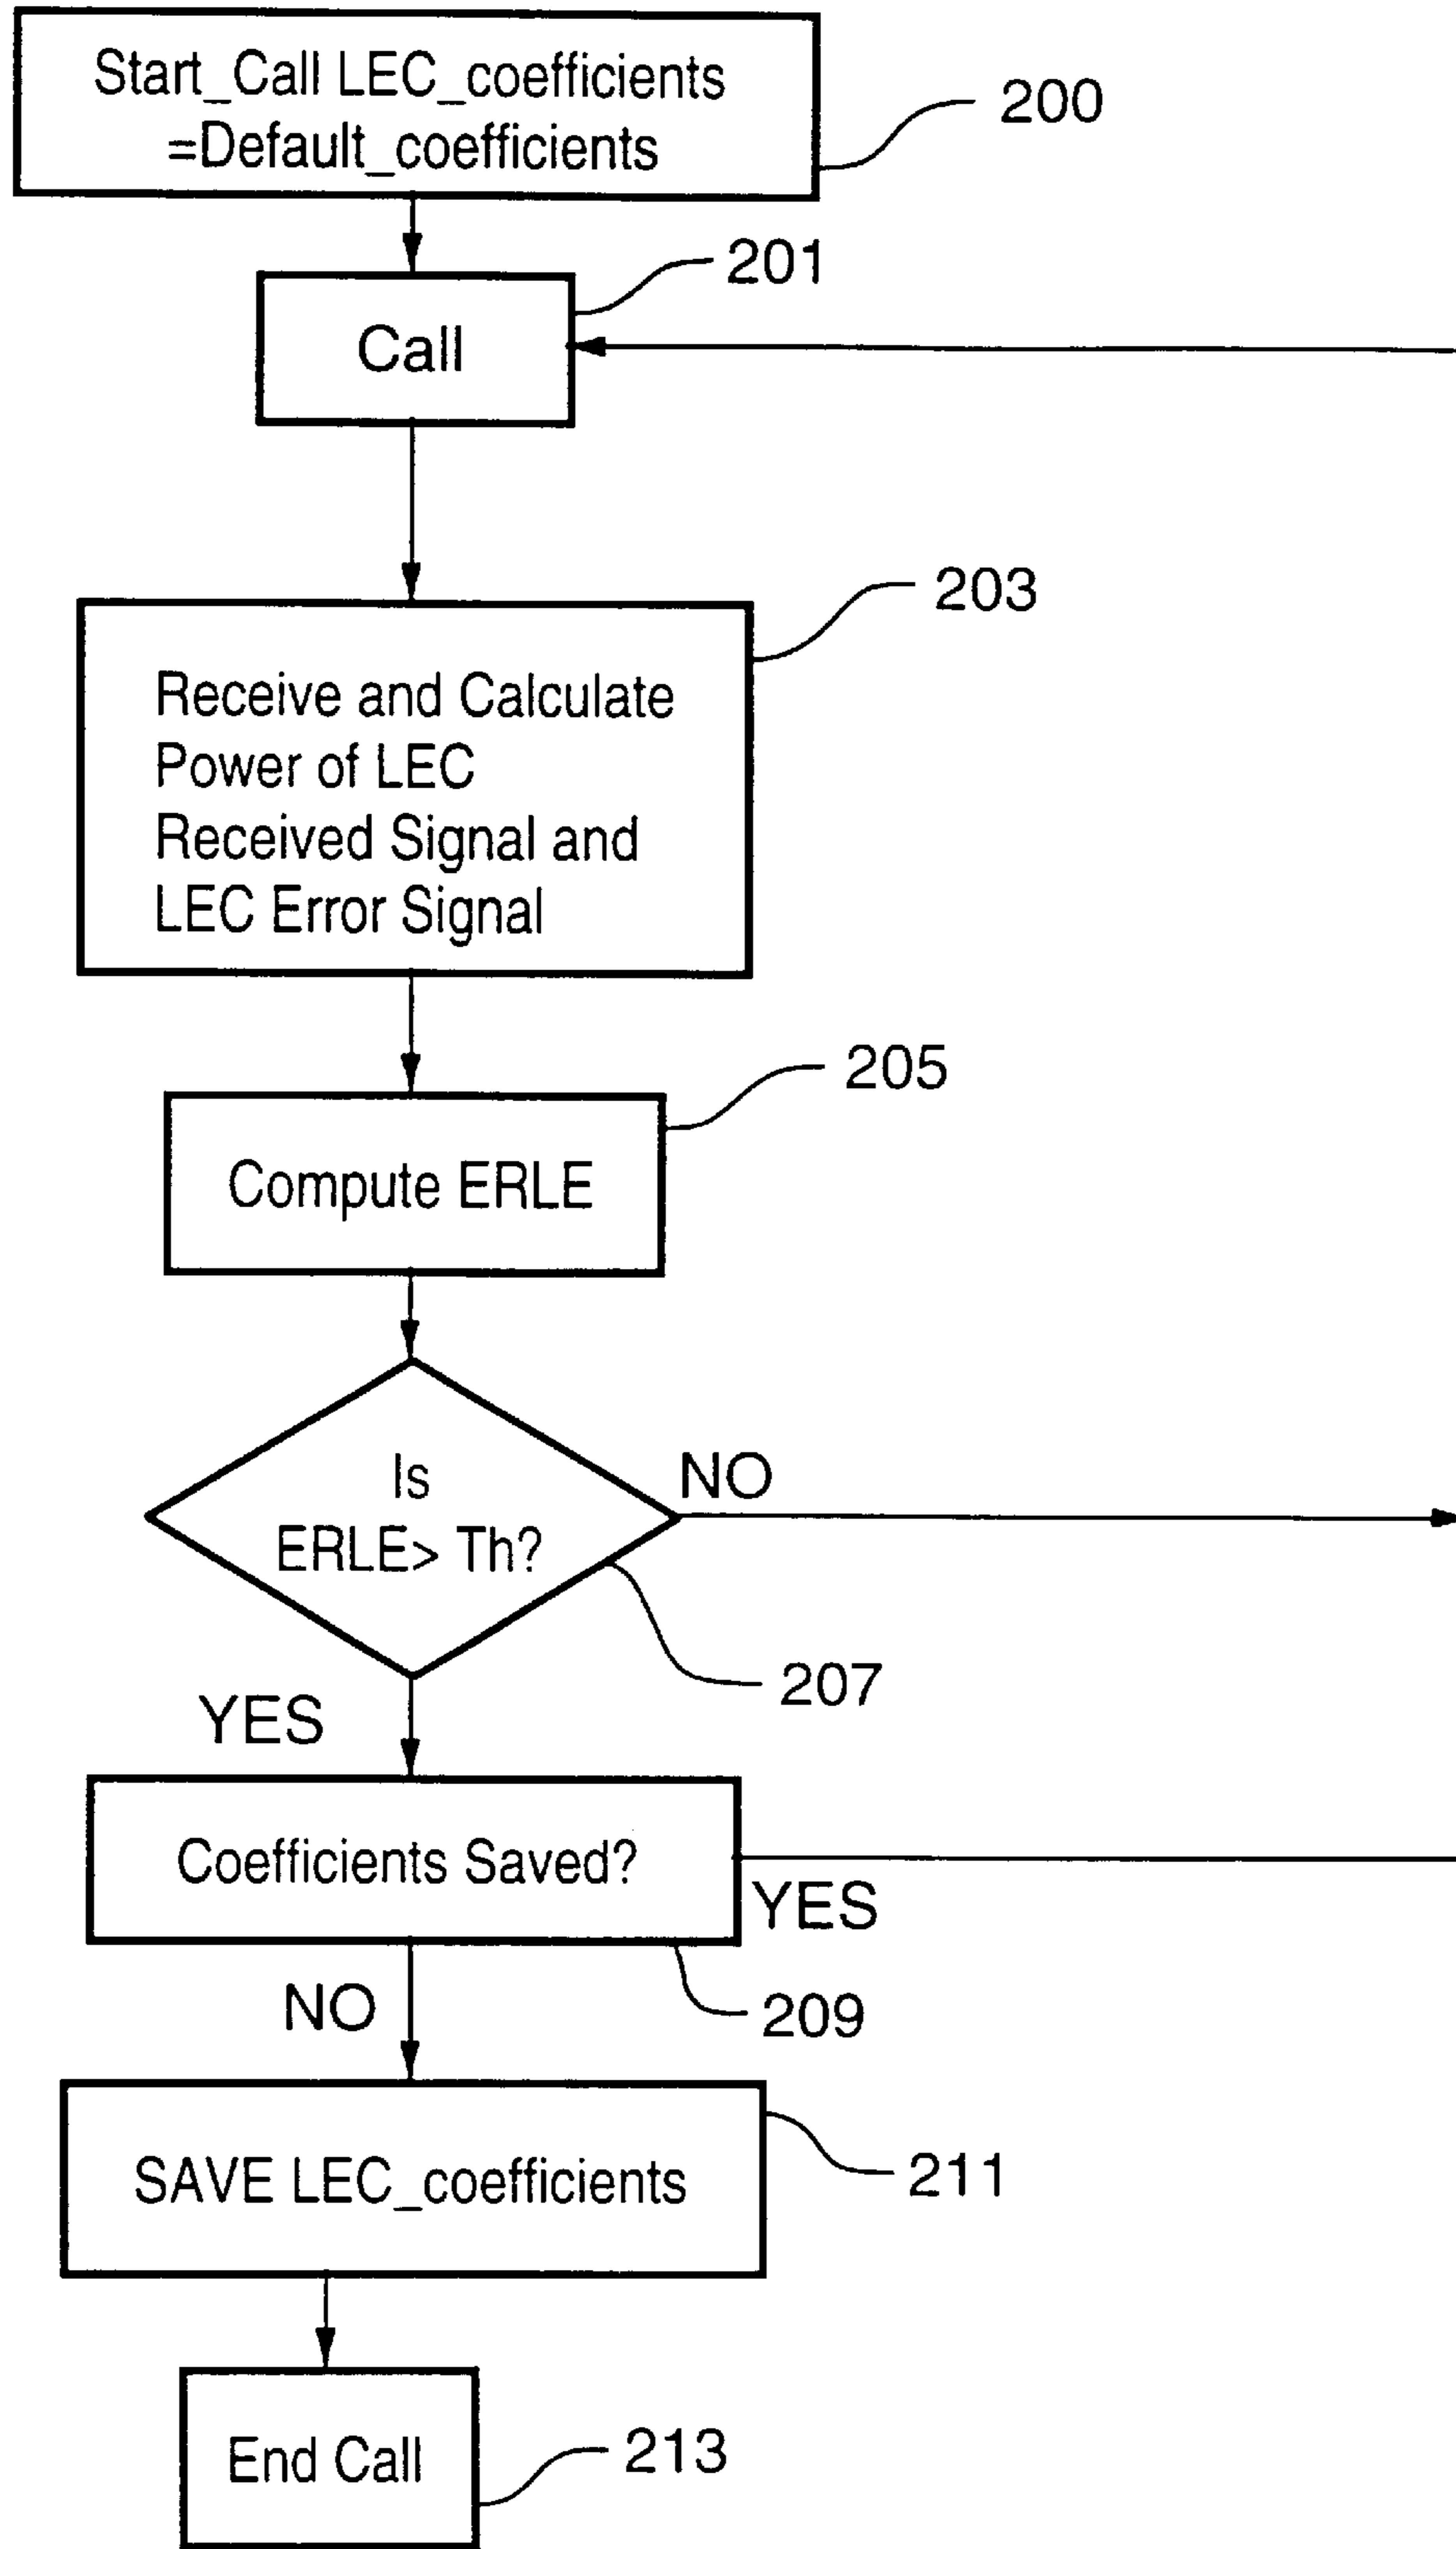 Start_Call LEC_coefficients
=Default_coefficients
200
201
Call
203
Receive and Calculate
Power of LEC
Received Signal and
LEC Error Signal
205
Compute ERLE
Is
ERLE> Th?
NO
207
YES
Coefficients Saved?
YES
209
NO
SAVE LEC_coefficients
211
End Call
213